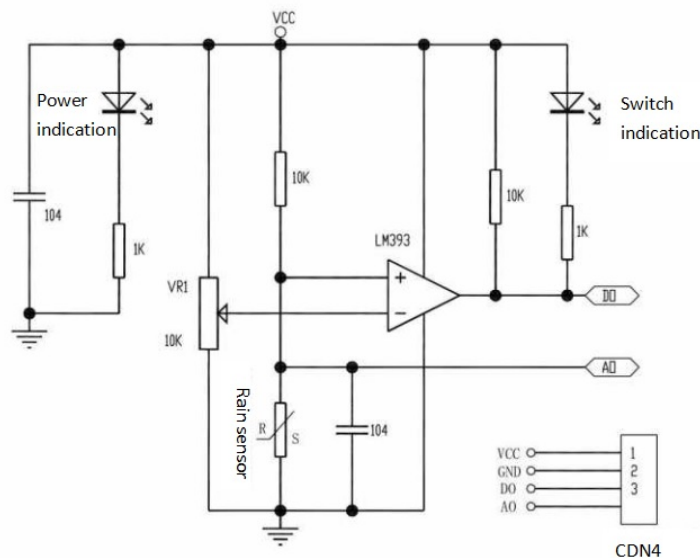 VCC
Power
indication
Switch
indication
104
1K
10K
10K
1K
LM393
+
−
VR1
10K
DO
AO
Rain sensor
R
S
104
VCC
GND
DO
AO
1
2
3
CDN4